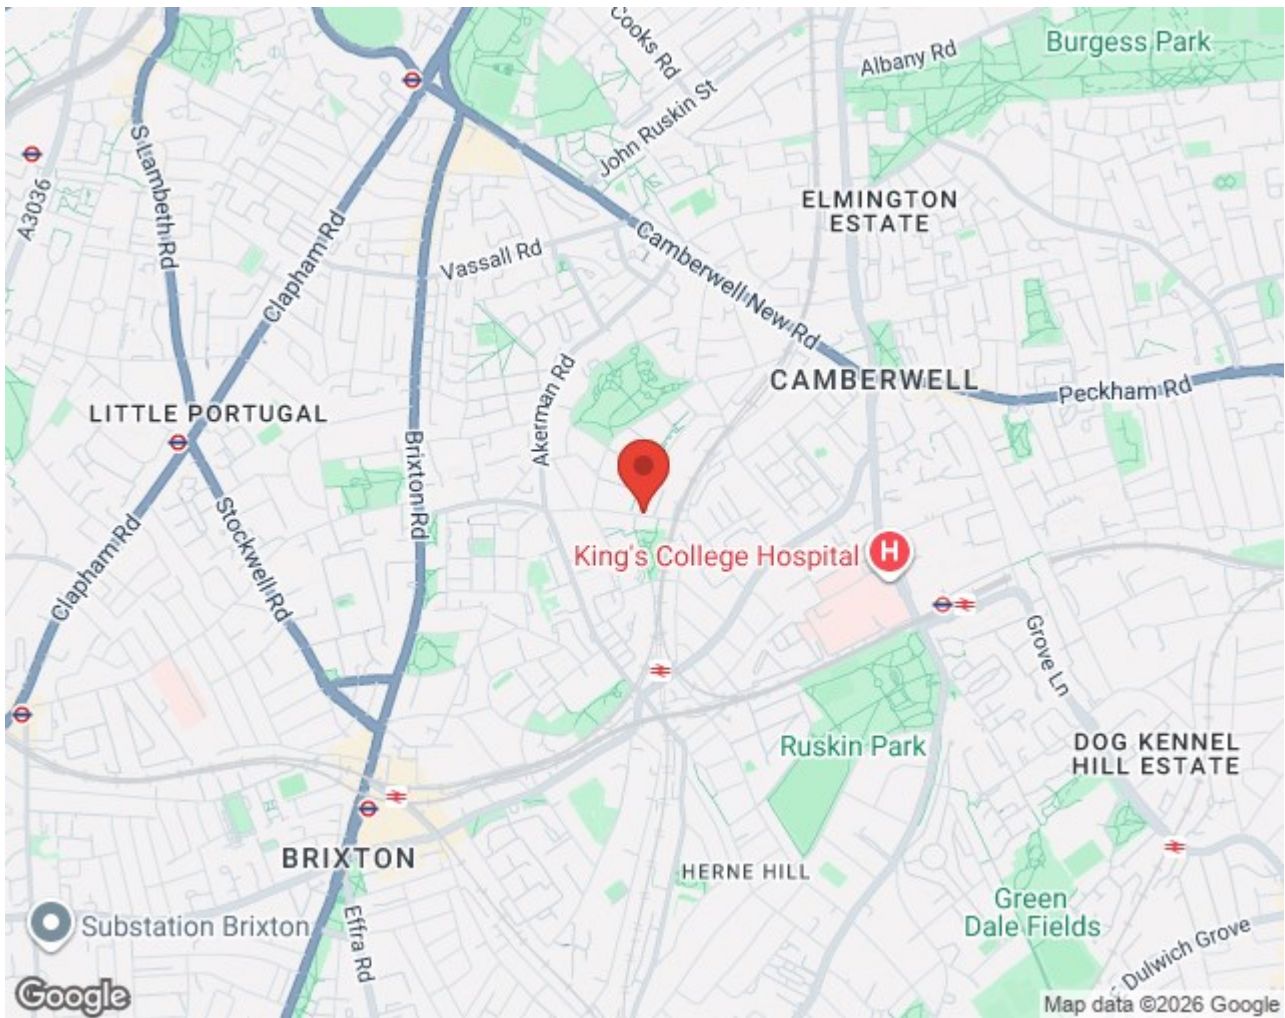 Cooks Rd
Albany Rd
Burgess Park
John Ruskin St
S Lambeth Rd
A3036
Clapham Rd
Vassall Rd
Camberwell New Rd
ELMINGTON
ESTATE
CAMBERWELL
Peckham Rd
LITTLE PORTUGAL
Akerman Rd
Brixton Rd
Stockwell Rd
Clapham Rd
King's College Hospital
H
Grove Ln
Ruskin Park
DOG KENNEL
HILL ESTATE
BRIXTON
HERNE HILL
Green
Dale Fields
Substation Brixton
Effra Rd
Dulwich Grove
Google
Map data ©2026 Google